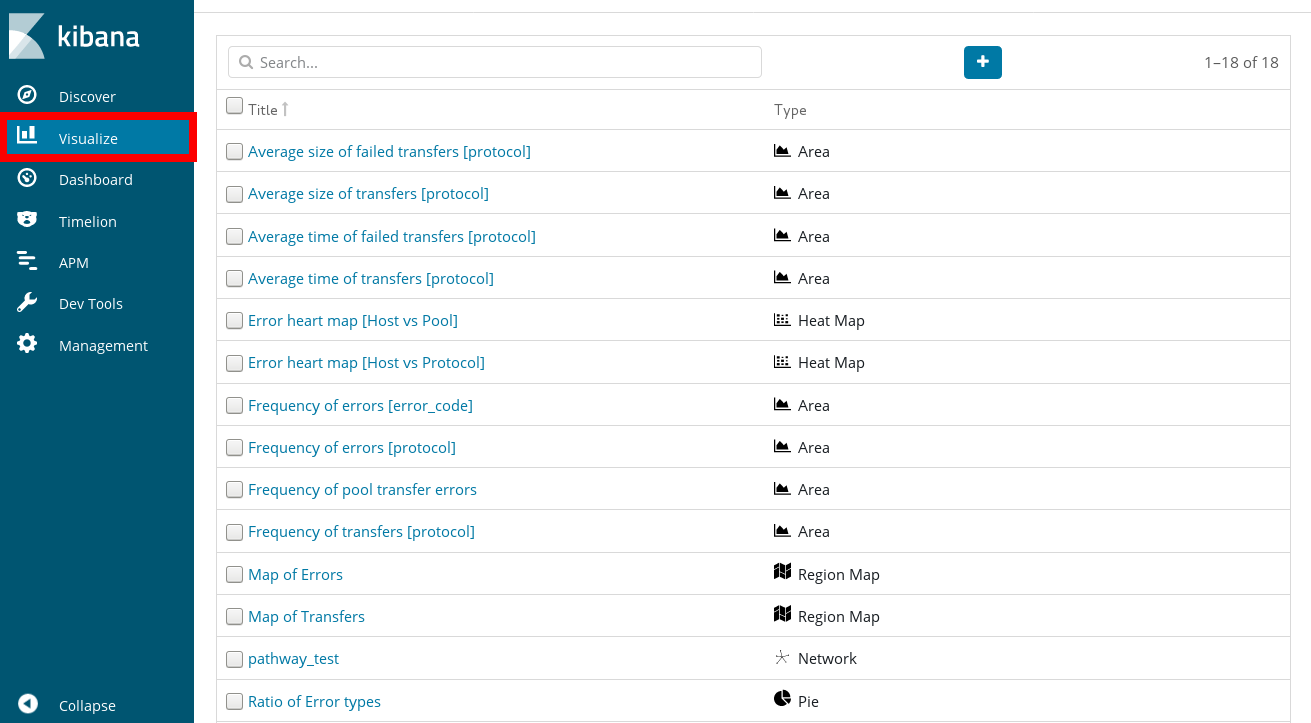 kibana
Discover
Visualize
Dashboard
Timelion
APM
Dev Tools
Management
Collapse
Search...
1–18 of 18
Title Type
Average size of failed transfers [protocol] Area
Average size of transfers [protocol] Area
Average time of failed transfers [protocol] Area
Average time of transfers [protocol] Area
Error heart map [Host vs Pool] Heat Map
Error heart map [Host vs Protocol] Heat Map
Frequency of errors [error_code] Area
Frequency of errors [protocol] Area
Frequency of pool transfer errors Area
Frequency of transfers [protocol] Area
Map of Errors Region Map
Map of Transfers Region Map
pathway_test Network
Ratio of Error types Pie